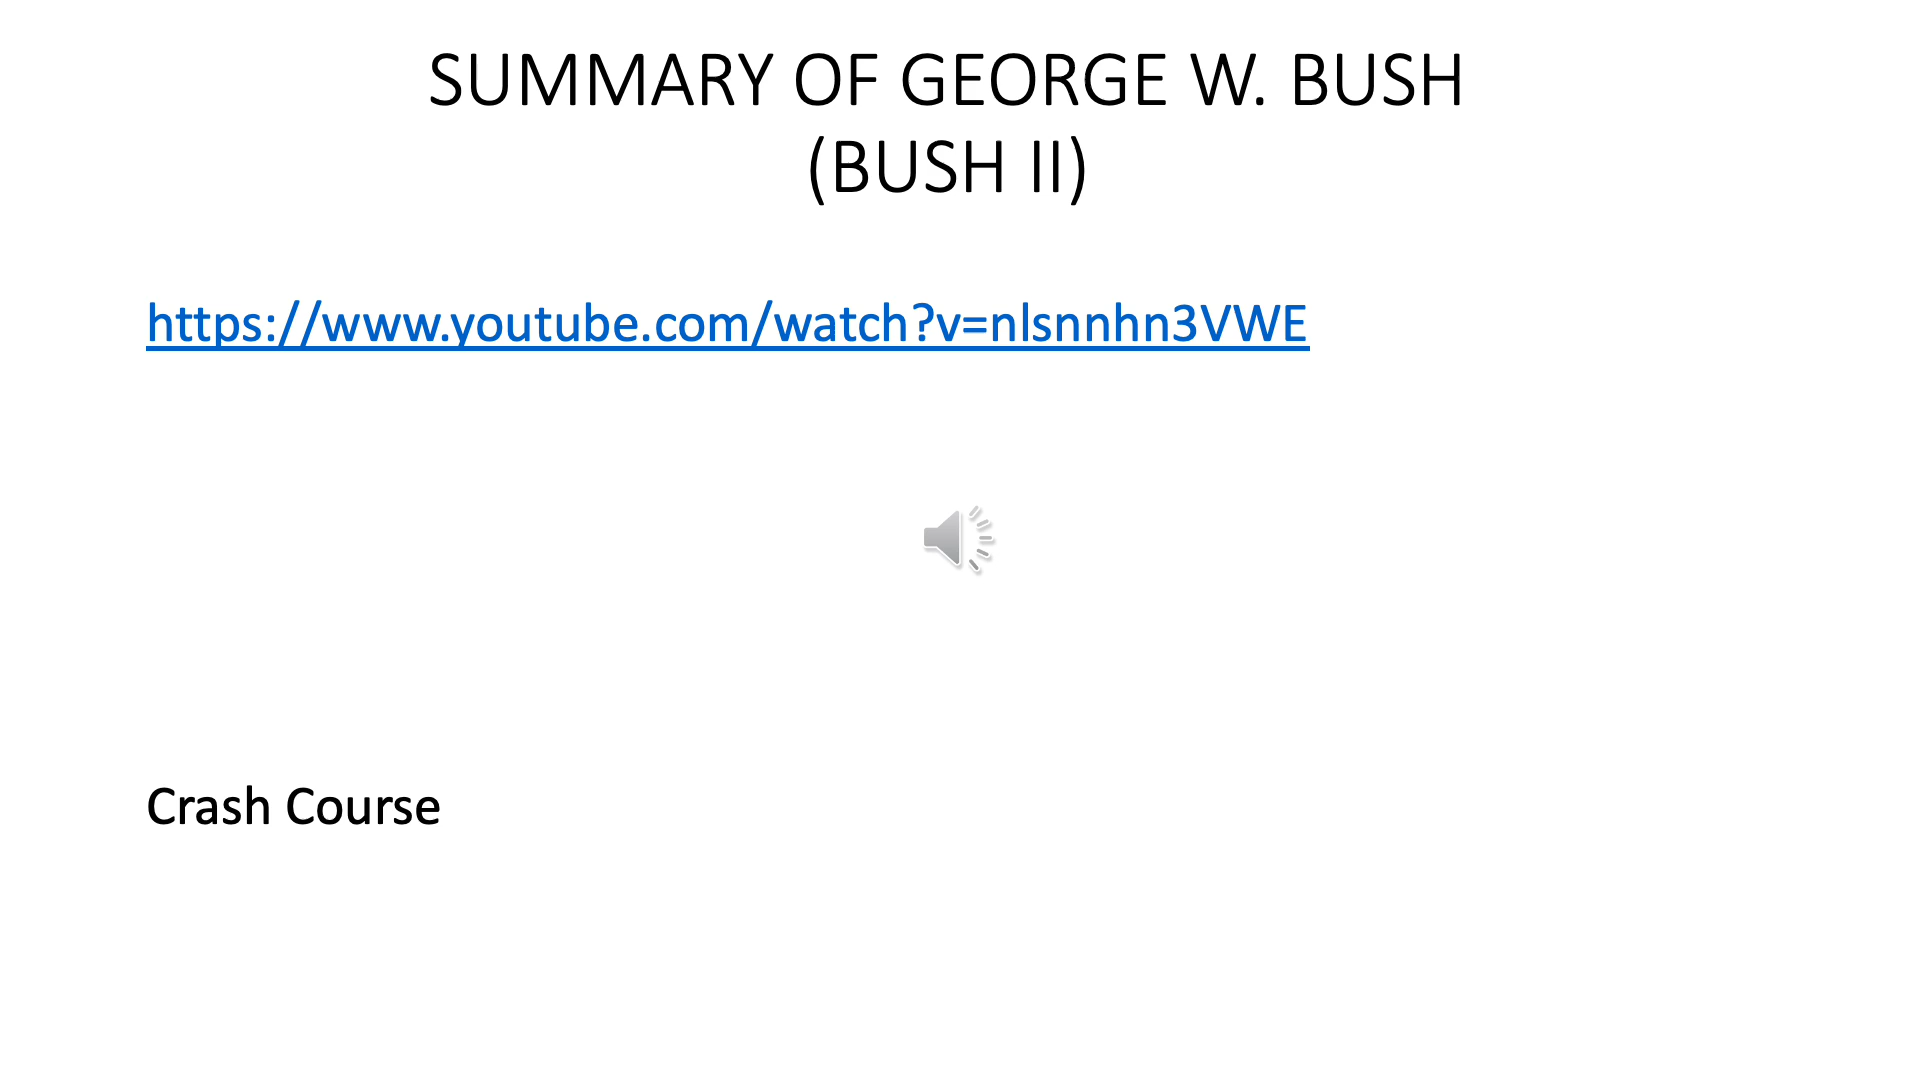 SUMMARY OF GEORGE W. BUSH
(BUSH II)
https://www.youtube.com/watch?v=nlsnnhn3VWE
Crash Course